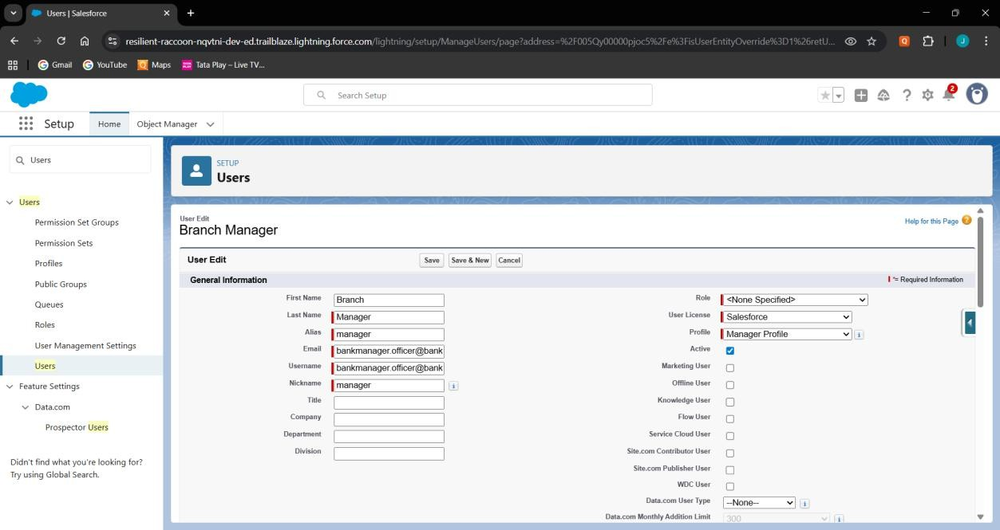 Users | Salesforce
resilient-raccoon-nqvtni-dev-ed.trailblaze.lightning.force.com/lightning/setup/ManageUsers/page?address=%2F005Qy00000pjoc5%2Fe%3FisUserEntityOverride%3D1%26retU...
Q
J
Gmail
YouTube
Maps
Tata Play – Live TV...
Search Setup
2
Setup
Home
Object Manager
Users
SETUP
Users
Users
Permission Set Groups
Permission Sets
Profiles
Public Groups
Queues
Roles
User Management Settings
Users
Feature Settings
Data.com
Prospector Users
Didn't find what you're looking for?
Try using Global Search.
User Edit
Branch Manager
Help for this Page ?
User Edit
Save
Save & New
Cancel
General Information
= Required Information
First Name Branch
Last Name Manager
Alias manager
Email bankmanager.officer@bank
Username bankmanager.officer@bank
Nickname manager i
Title
Company
Department
Division
Role <None Specified>
User License Salesforce
Profile Manager Profile i
Active
Marketing User
Offline User
Knowledge User
Flow User
Service Cloud User
Site.com Contributor User
Site.com Publisher User
WDC User
Data.com User Type --None-- i
Data.com Monthly Addition Limit 300 i